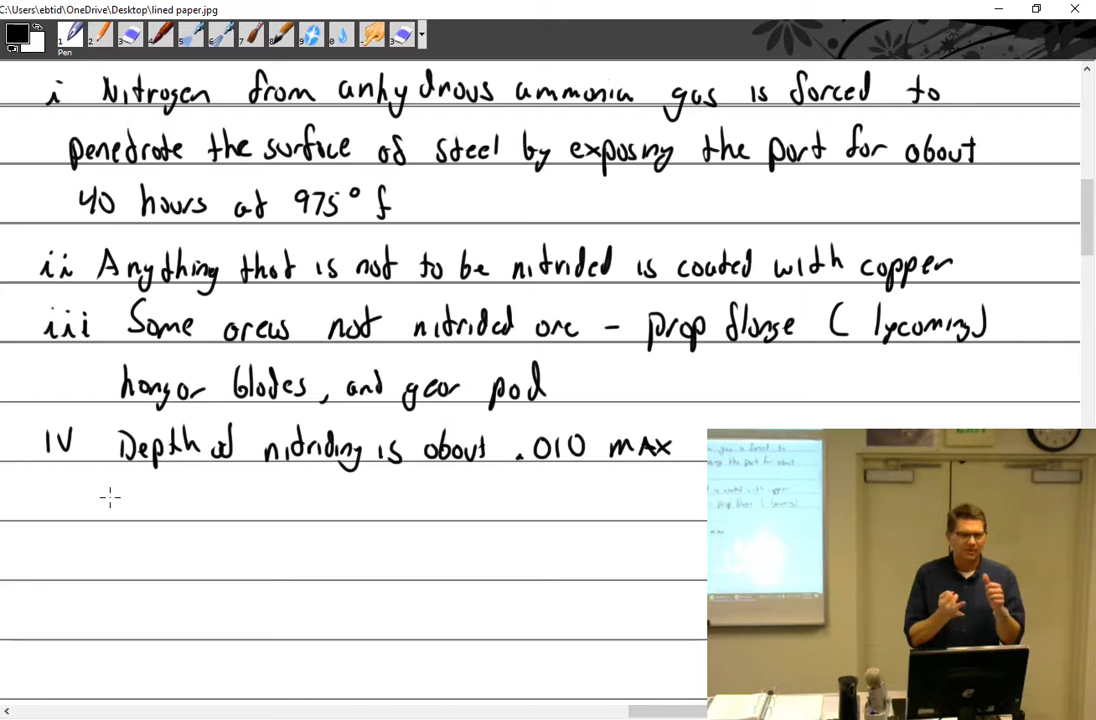 C:\Users\ebtid\OneDrive\Desktop\lined paper.jpg
Pen
i Nitrogen from anhydrous ammonia gas is forced to
penetrate the surface of steel by exposing the part for about
40 hours at 975° f
ii Anything that is not to be nitrided is coated with copper
iii Some areas not nitrided are - prop flange ( lycoming)
hangar blades, and gear pad
IV Depth of nitriding is about .010 MAX